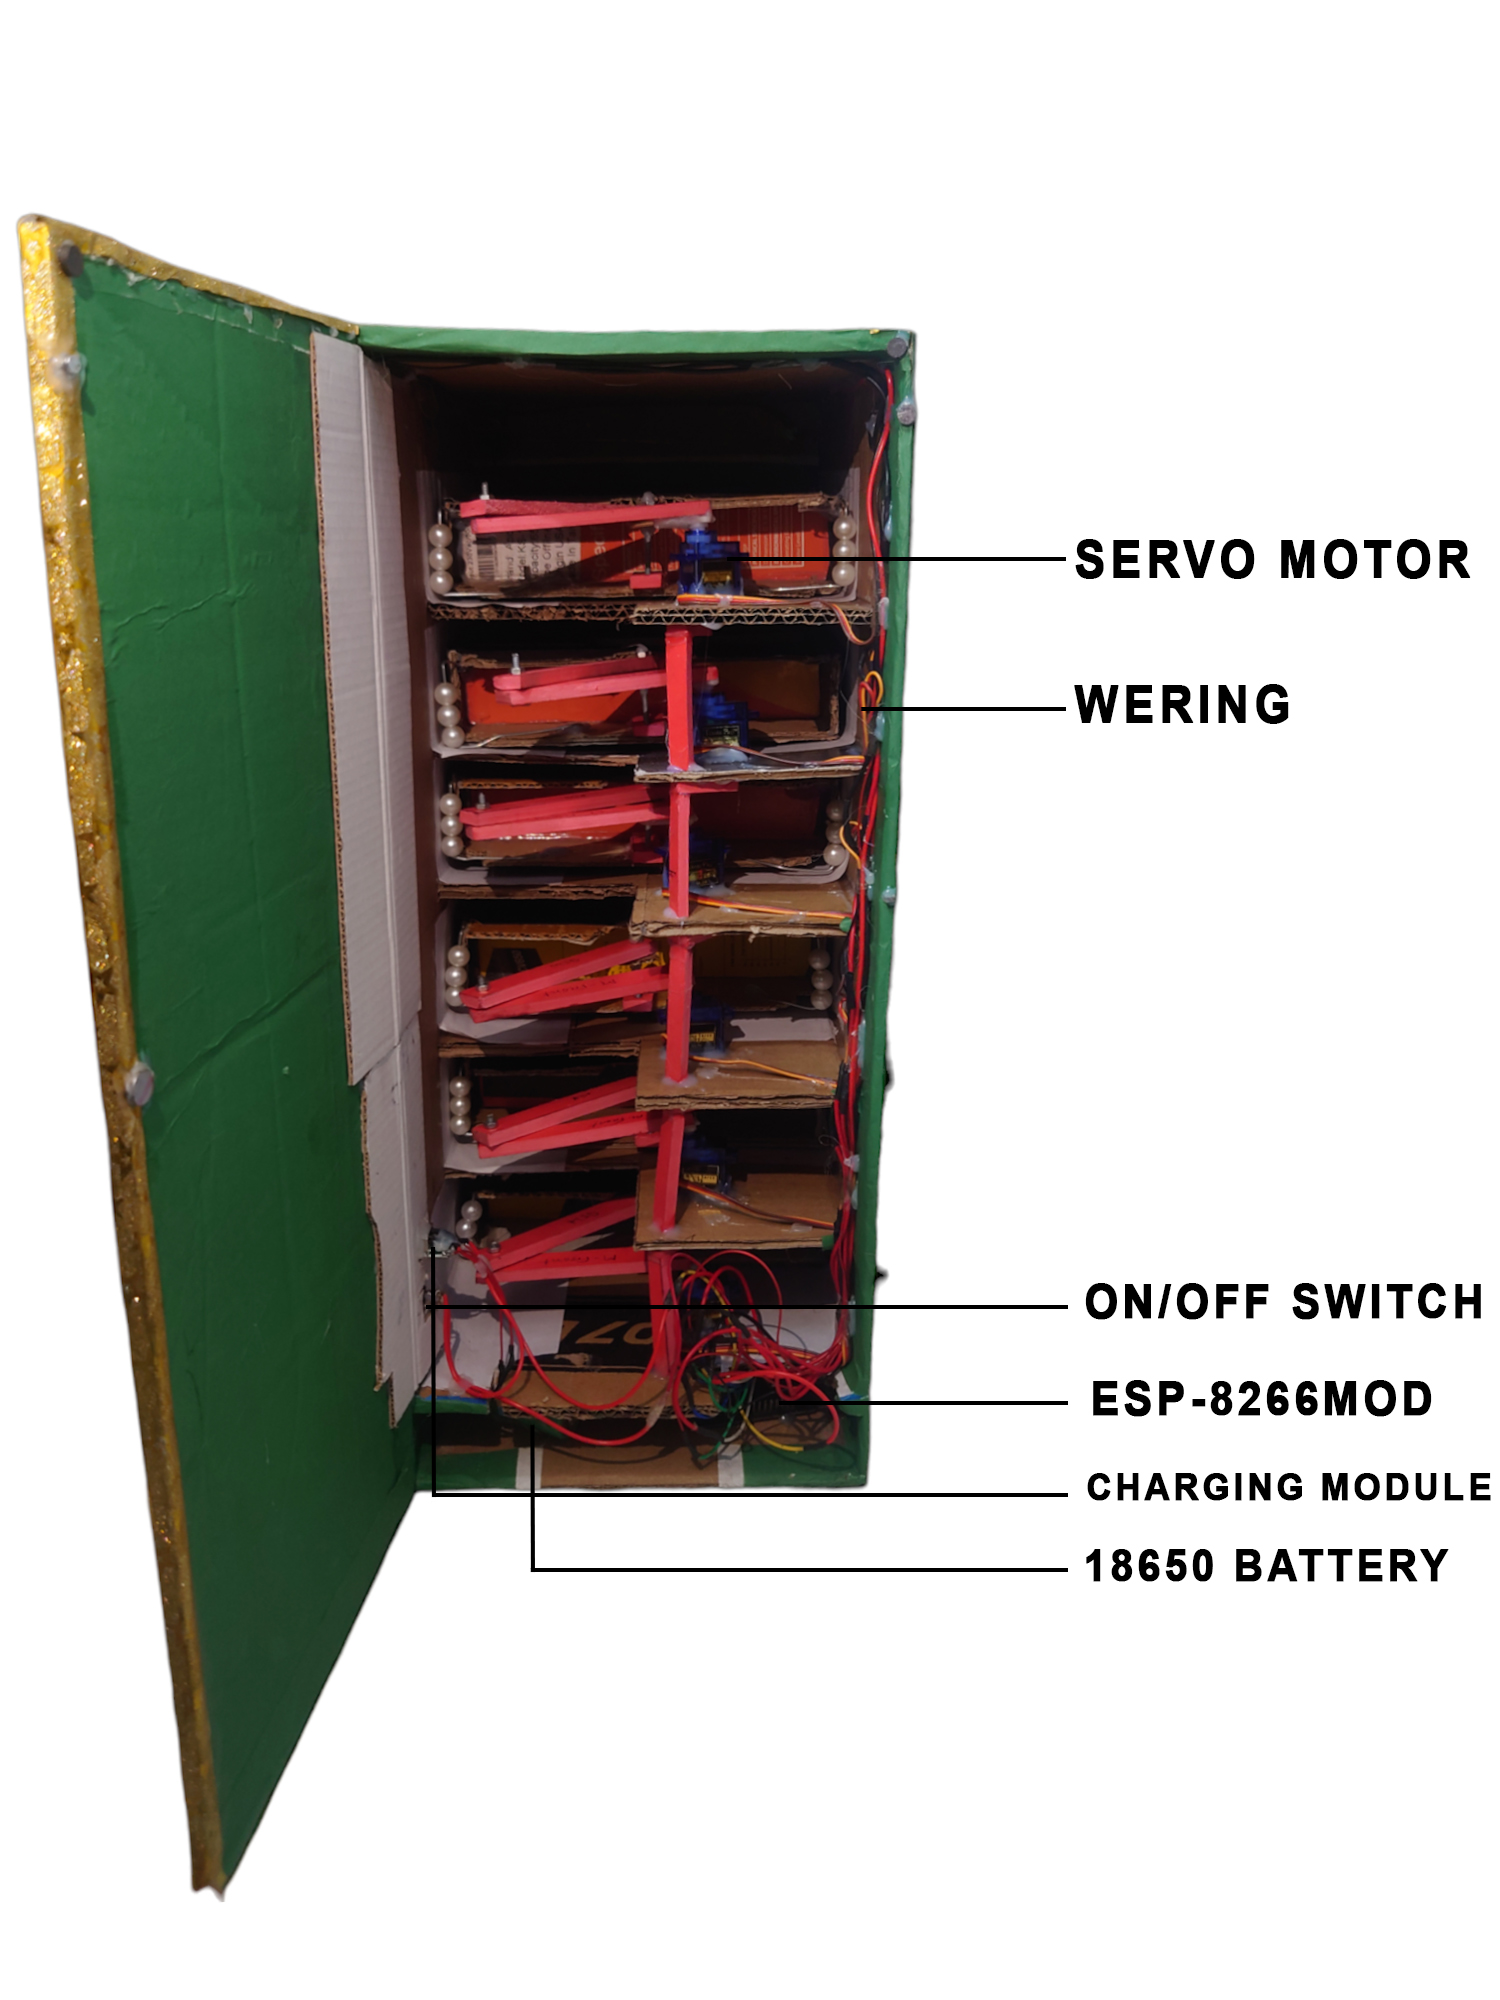 SERVO MOTOR
WERING
ON/OFF SWITCH
ESP-8266MOD
CHARGING MODULE
18650 BATTERY